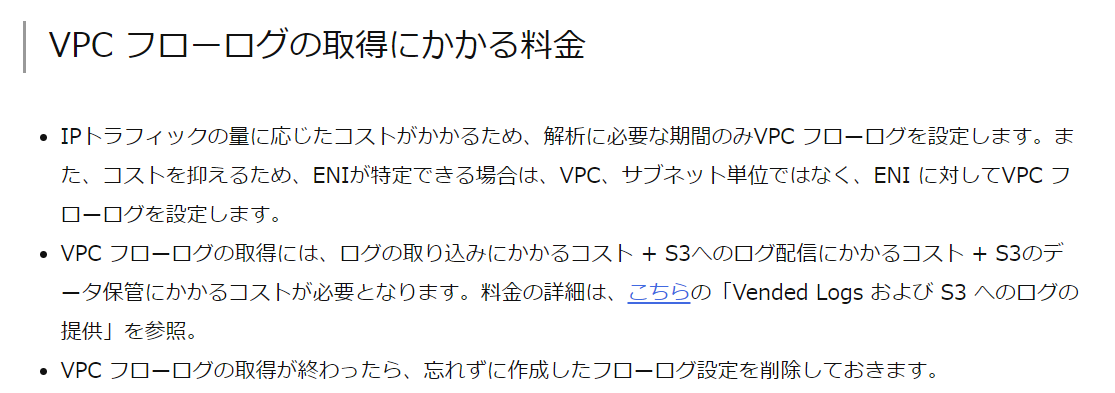 VPC フローログの取得にかかる料金
• IPトラフィックの量に応じたコストがかかるため、解析に必要な期間のみVPC フローログを設定します。ま
た、コストを抑えるため、ENIが特定できる場合は、VPC、サブネット単位ではなく、ENI に対してVPC フ
ローログを設定します。
• VPC フローログの取得には、ログの取り込みにかかるコスト + S3へのログ配信にかかるコスト + S3のデ
ータ保管にかかるコストが必要となります。料金の詳細は、こちらの「Vended Logs および S3 へのログの
提供」を参照。
• VPC フローログの取得が終わったら、忘れずに作成したフローログ設定を削除しておきます。